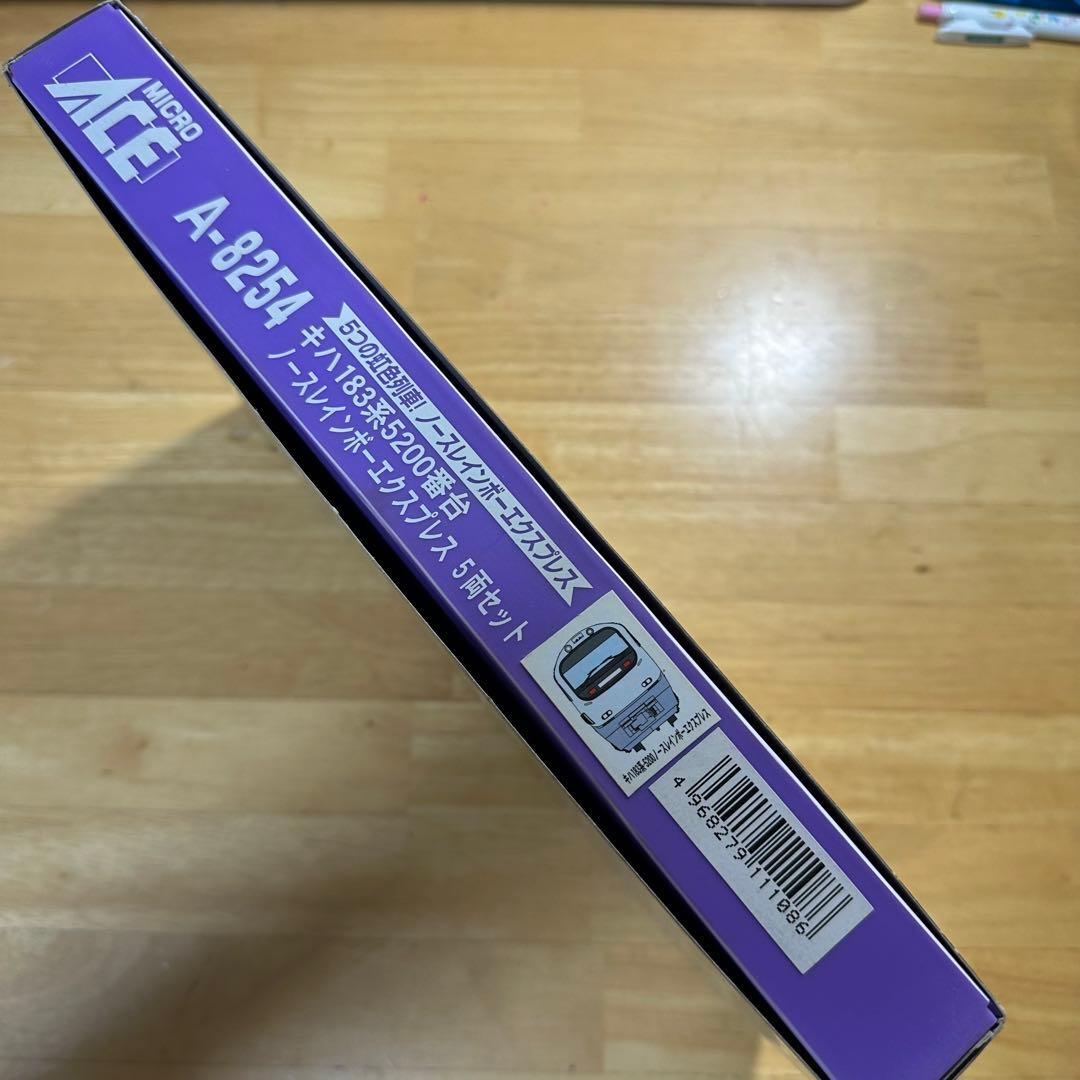 MICRO
ACE
A-8254
5つの虹色列車!ノースレインボーエクスプレス
キハ183系5200番台
ノースレインボーエクスプレス 5両セット
キハ183系-5200ノースレインボーエクスプレス
4 968279 111086